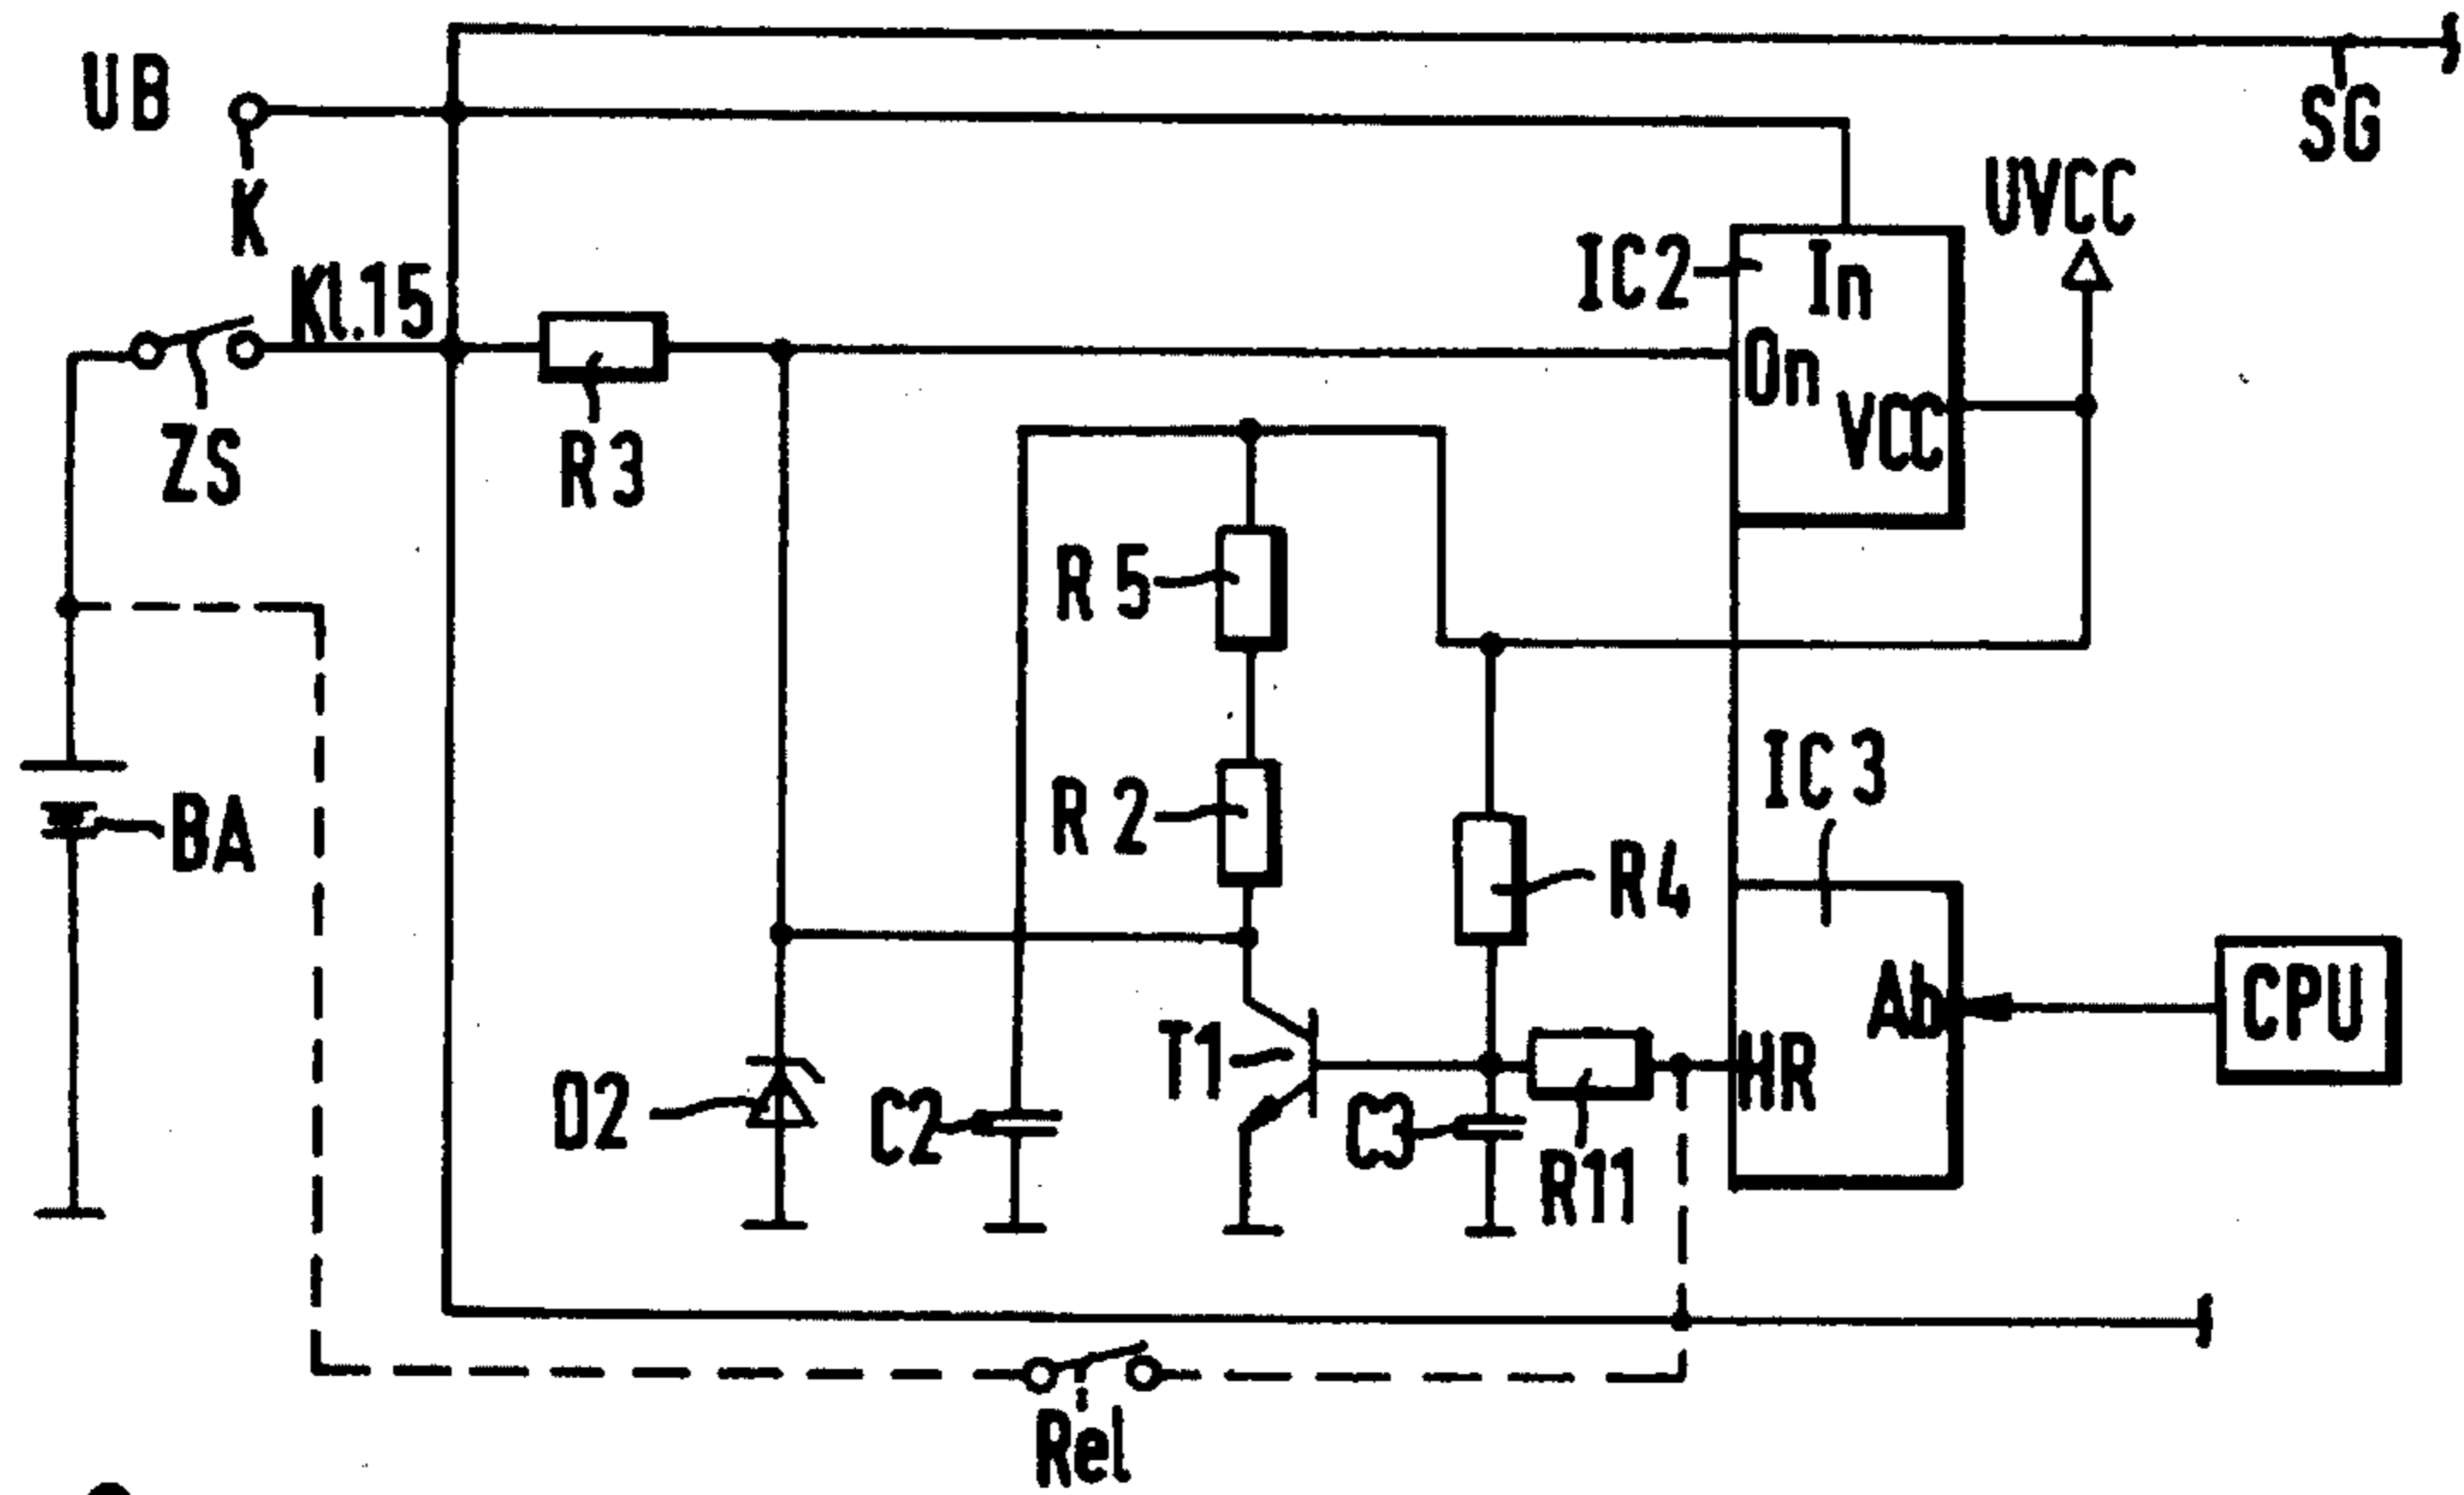 UB
K
SG
UVCC
IC2
In
On
VCC
Kl.15
ZS
R3
R5
R2
IC3
BA
R4
Ab
CPU
T1
HR
D2
C2
C3
R11
Rel